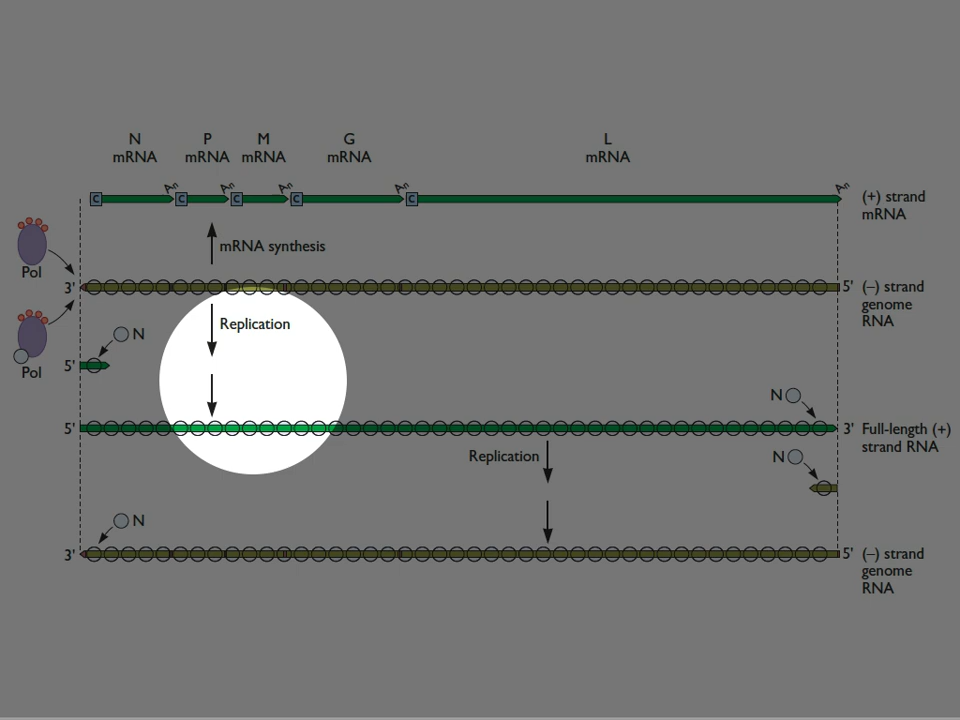 N P M G L
mRNA mRNA mRNA mRNA mRNA
An An An An An
C C C C C
(+) strand
mRNA
mRNA synthesis
Pol
3' 5'
(–) strand
genome
RNA
Replication
N
5'
Pol
N
5' 3'
Full-length (+)
strand RNA
Replication
N
N
3' 5'
(–) strand
genome
RNA